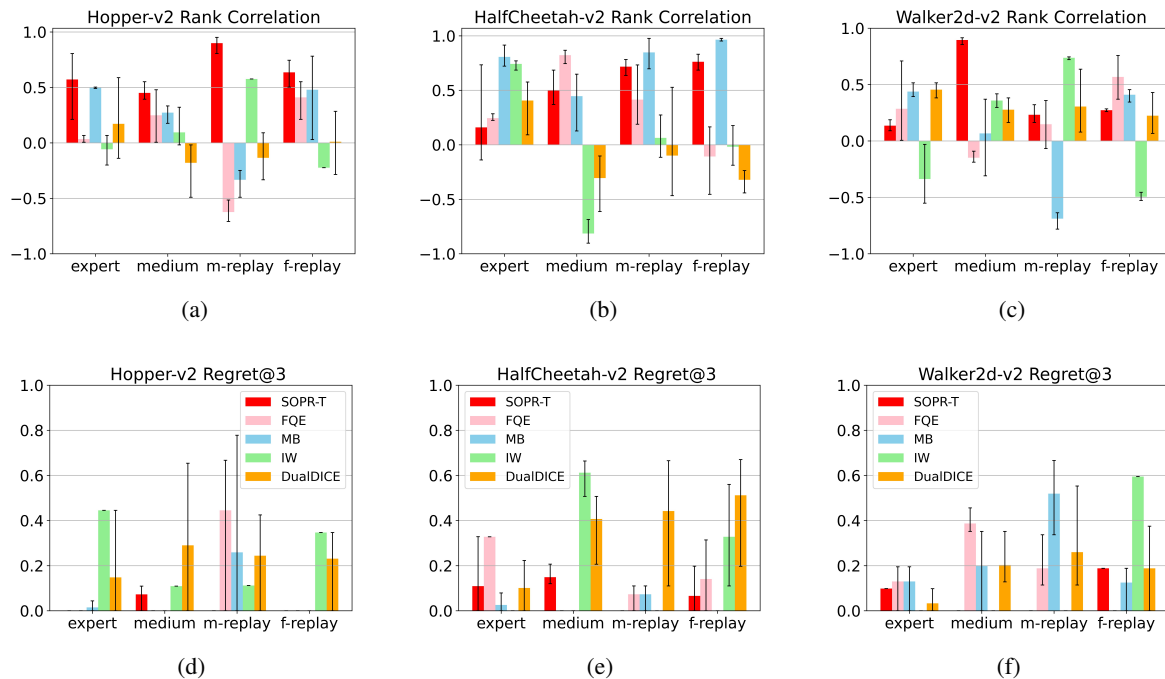 Hopper-v2 Rank Correlation
1.0
0.5
0.0
−0.5
−1.0
expert medium m-replay f-replay
(a)
HalfCheetah-v2 Rank Correlation
1.0
0.5
0.0
−0.5
−1.0
expert medium m-replay f-replay
(b)
Walker2d-v2 Rank Correlation
1.0
0.5
0.0
−0.5
−1.0
expert medium m-replay f-replay
(c)
Hopper-v2 Regret@3
1.0
0.8
0.6
0.4
0.2
0.0
SOPR-T
FQE
MB
IW
DualDICE
expert medium m-replay f-replay
(d)
HalfCheetah-v2 Regret@3
1.0
0.8
0.6
0.4
0.2
0.0
SOPR-T
FQE
MB
IW
DualDICE
expert medium m-replay f-replay
(e)
Walker2d-v2 Regret@3
1.0
0.8
0.6
0.4
0.2
0.0
SOPR-T
FQE
MB
IW
DualDICE
expert medium m-replay f-replay
(f)